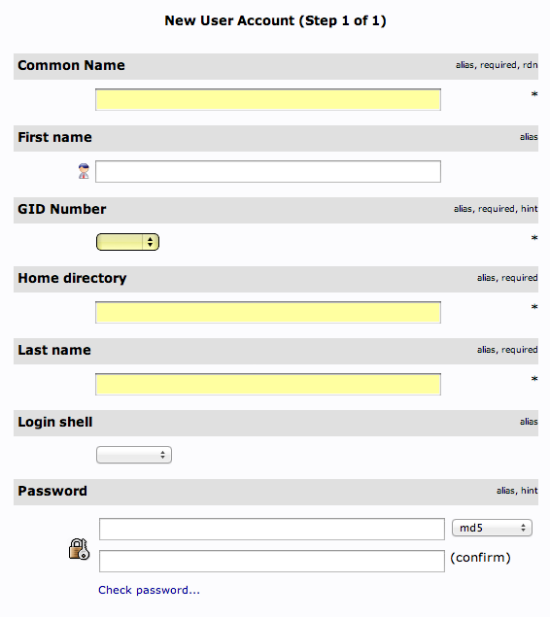 New User Account (Step 1 of 1)
Common Name alias, required, rdn
*
First name alias
GID Number alias, required, hint
*
Home directory alias, required
*
Last name alias, required
*
Login shell alias
Password alias, hint
md5
(confirm)
Check password...